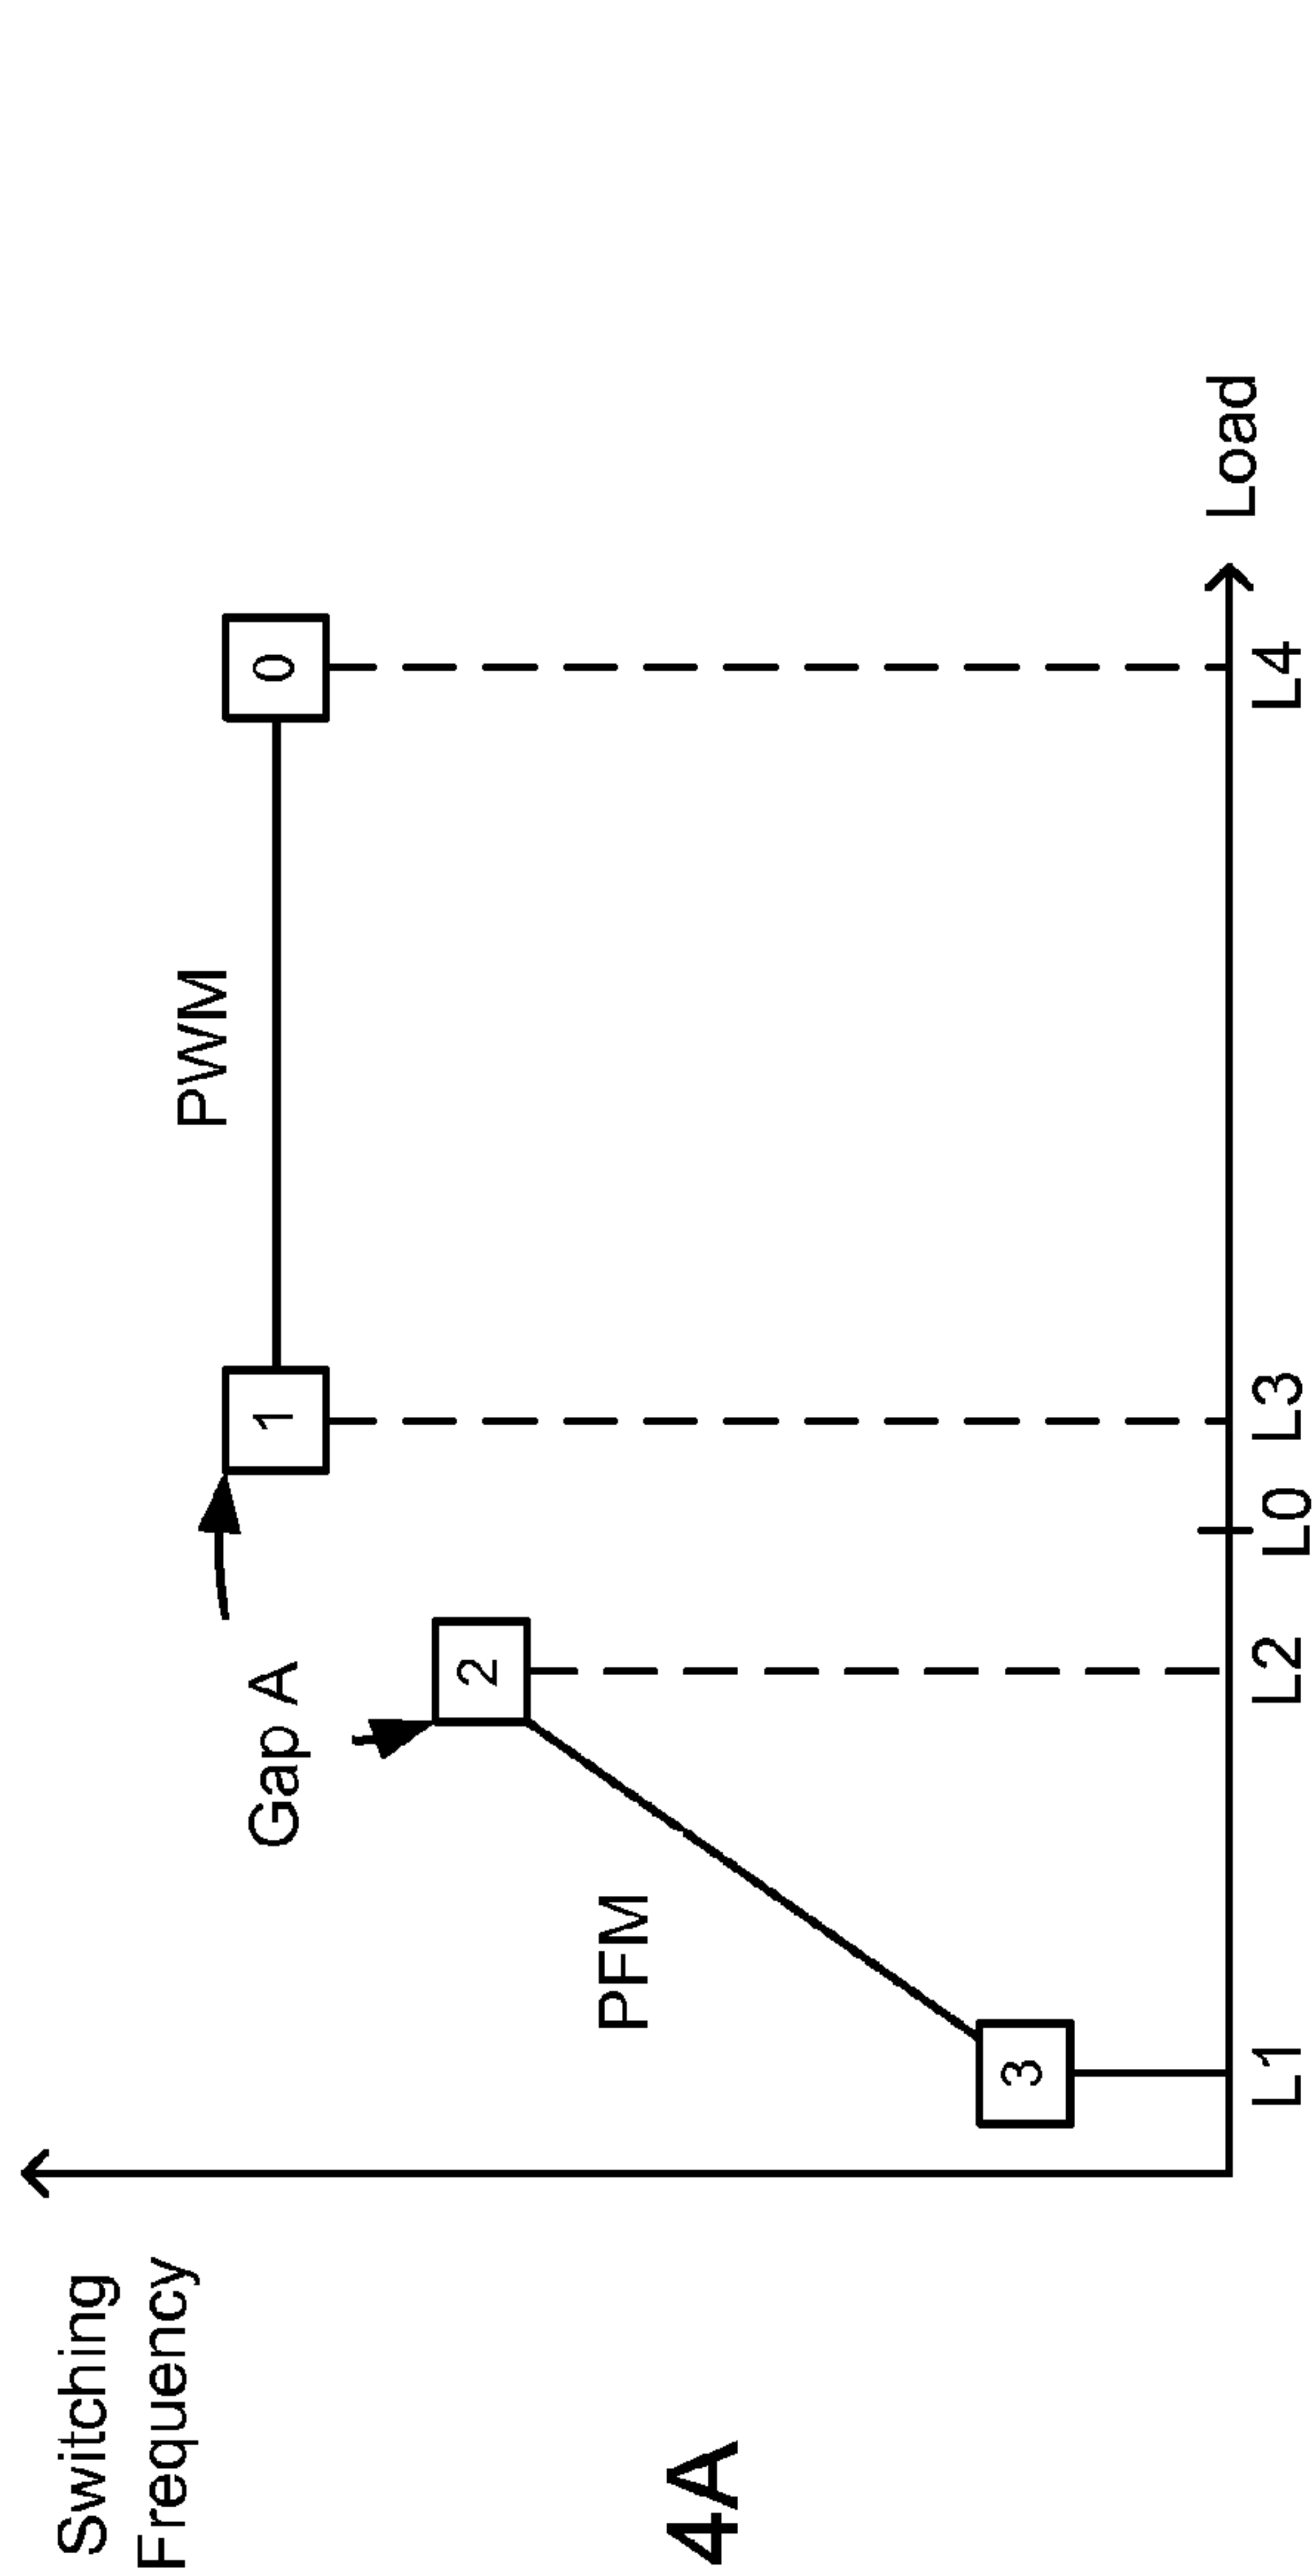 Switching
Frequency
4A
Gap A
PWM
PFM
0
1
2
3
L1
L2
L0
L3
L4
Load